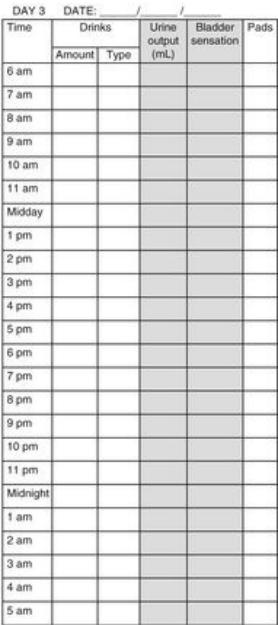 DAY 3 DATE: ______/______ /______
Time Drinks Urine output (mL) Bladder sensation Pads
Amount Type
6 am
7 am
8 am
9 am
10 am
11 am
Midday
1 pm
2 pm
3 pm
4 pm
5 pm
6 pm
7 pm
8 pm
9 pm
10 pm
11 pm
Midnight
1 am
2 am
3 am
4 am
5 am